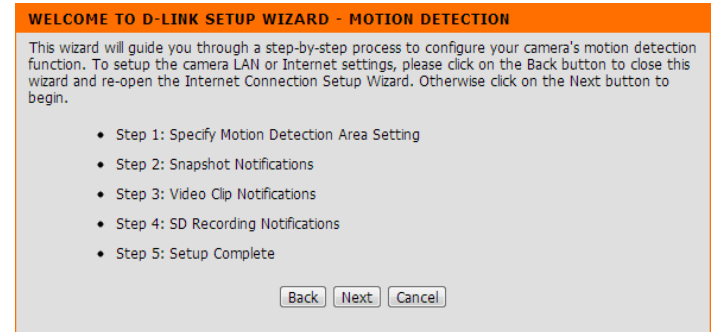 WELCOME TO D-LINK SETUP WIZARD - MOTION DETECTION
This wizard will guide you through a step-by-step process to configure your camera's motion detection
function. To setup the camera LAN or Internet settings, please click on the Back button to close this
wizard and re-open the Internet Connection Setup Wizard. Otherwise click on the Next button to
begin.
• Step 1: Specify Motion Detection Area Setting
• Step 2: Snapshot Notifications
• Step 3: Video Clip Notifications
• Step 4: SD Recording Notifications
• Step 5: Setup Complete
Back Next Cancel